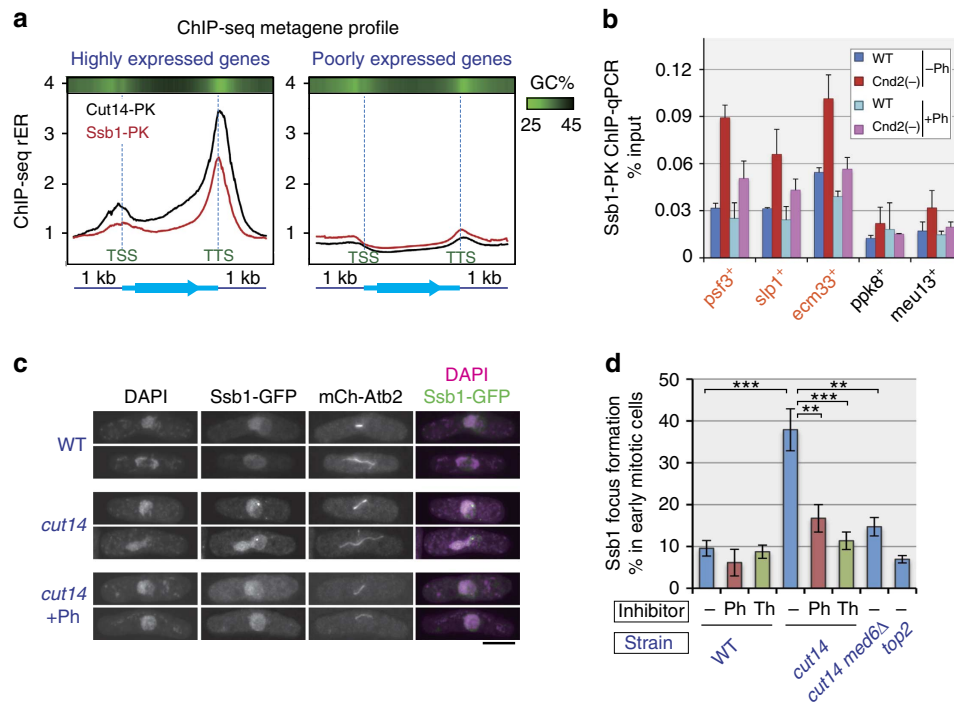 a
ChIP-seq metagene profile
Highly expressed genes
Poorly expressed genes
ChIP-seq rER
4
3
2
1
Cut14-PK
Ssb1-PK
TSS
TTS
1 kb
1 kb
4
3
2
1
TSS
TTS
1 kb
1 kb
GC%
25 45
b
Ssb1-PK ChIP-qPCR
% input
0.12
0.09
0.06
0.03
0
WT
Cnd2(–)
–Ph
WT
Cnd2(–)
+Ph
psf3+
slp1+
ecm33+
ppk8+
meu13+
c
DAPI
Ssb1-GFP
mCh-Atb2
DAPI
Ssb1-GFP
WT
cut14
cut14
+Ph
d
Ssb1 focus formation
% in early mitotic cells
50
40
30
20
10
0
***
**
***
**
Inhibitor
– Ph Th – Ph Th – –
Strain
WT
cut14
cut14 med6Δ
top2